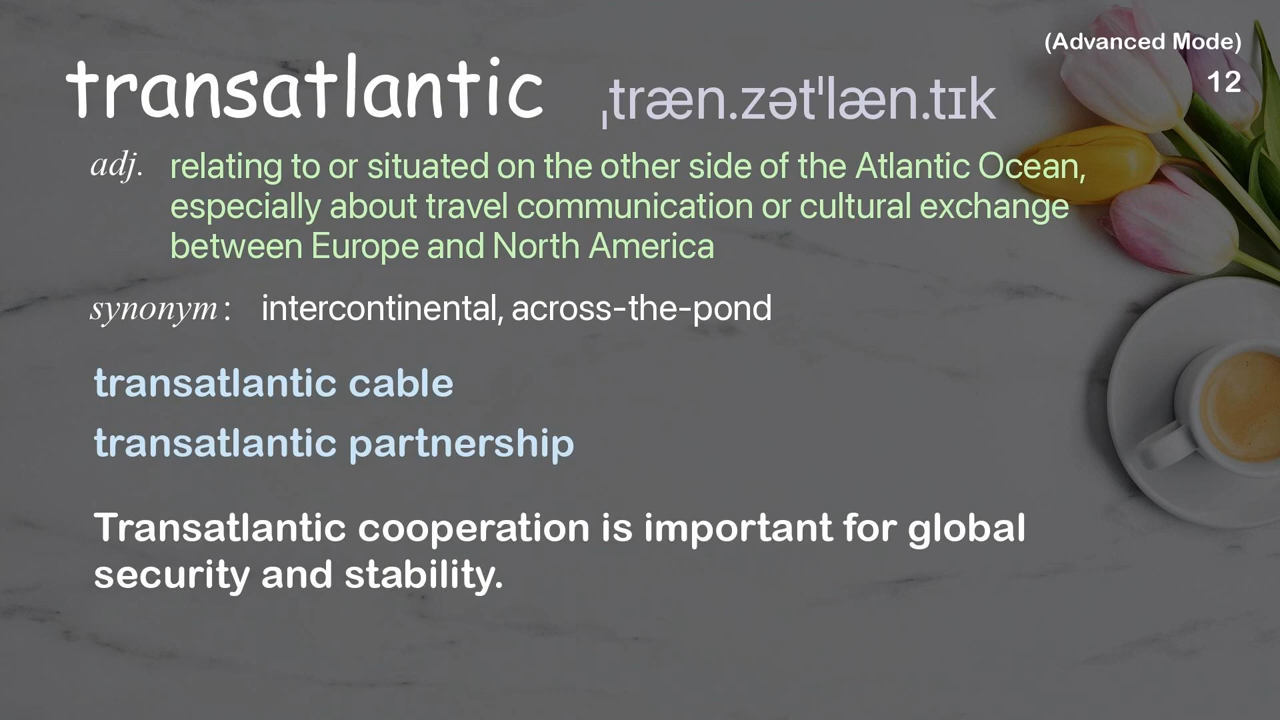 (Advanced Mode)
transatlantic ˌtræn.zətˈlæn.tɪk
12
adj. relating to or situated on the other side of the Atlantic Ocean,
especially about travel communication or cultural exchange
between Europe and North America
synonym: intercontinental, across-the-pond
transatlantic cable
transatlantic partnership
Transatlantic cooperation is important for global
security and stability.